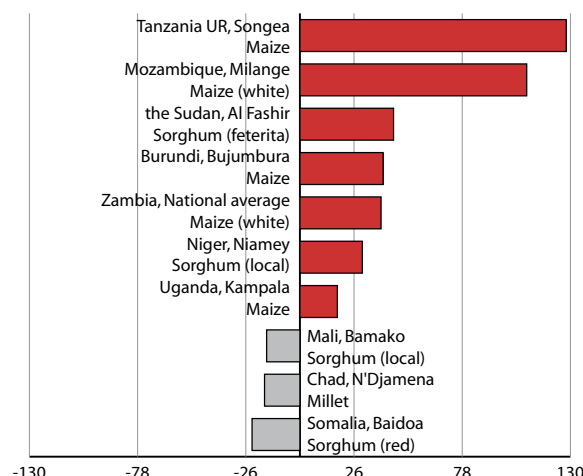 Tanzania UR, Songea
Maize
Mozambique, Milange
Maize (white)
the Sudan, Al Fashir
Sorghum (feterita)
Burundi, Bujumbura
Maize
Zambia, National average
Maize (white)
Niger, Niamey
Sorghum (local)
Uganda, Kampala
Maize
Mali, Bamako
Sorghum (local)
Chad, N'Djamena
Millet
Somalia, Baidoa
Sorghum (red)
-130 -78 -26 26 78 130